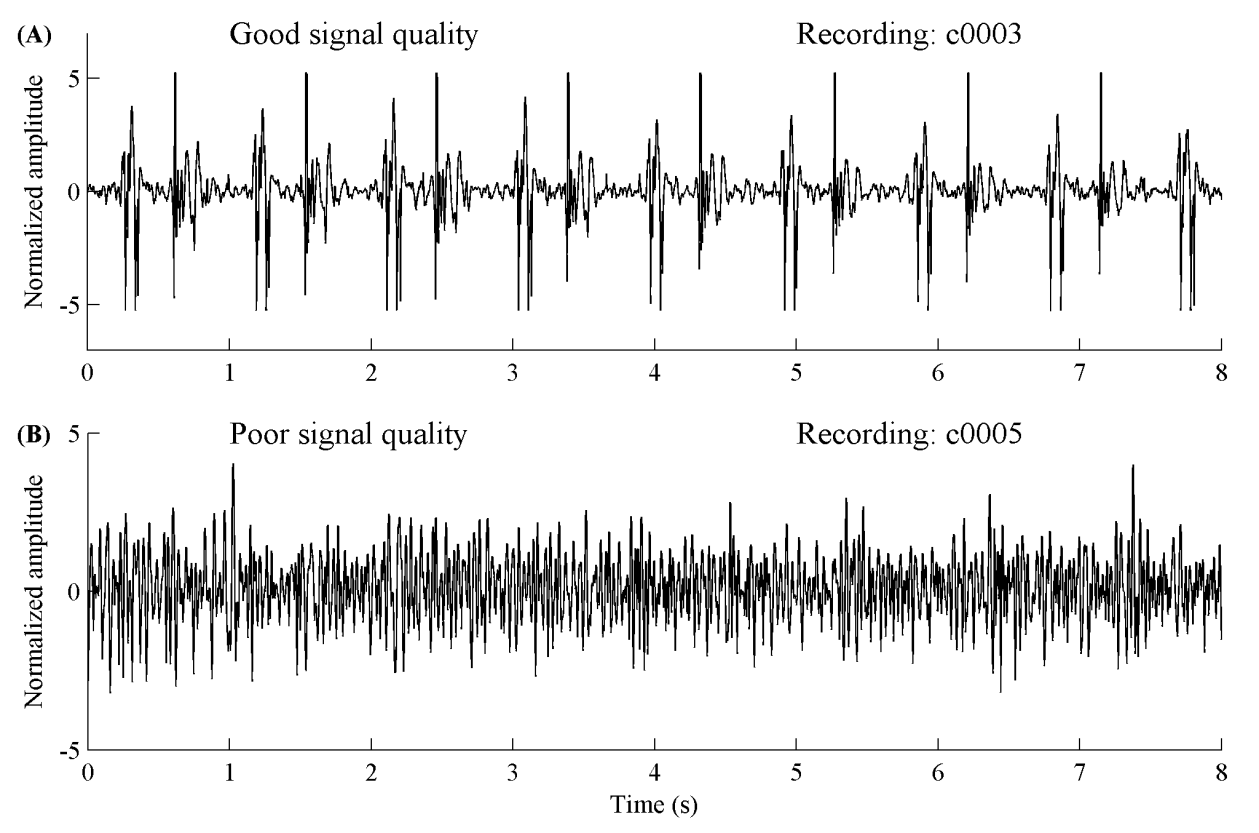 (A) Good signal quality Recording: c0003
Normalized amplitude
5
0
-5
0 1 2 3 4 5 6 7 8
(B) Poor signal quality Recording: c0005
Normalized amplitude
5
0
-5
0 1 2 3 4 5 6 7 8
Time (s)